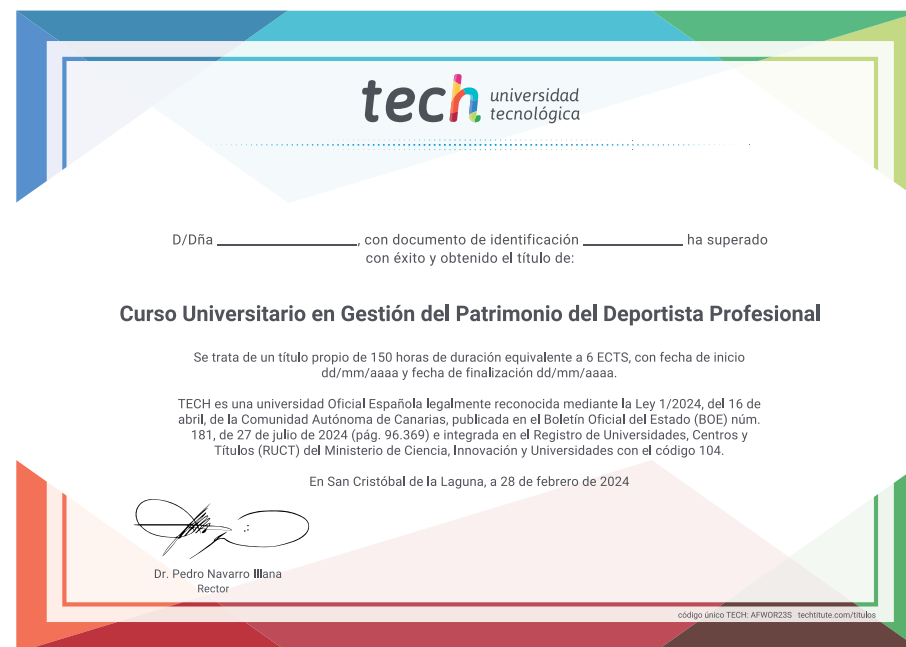 tech universidad
tecnológica
D/Dña ________________, con documento de identificación ____________ ha superado
con éxito y obtenido el título de:
Curso Universitario en Gestión del Patrimonio del Deportista Profesional
Se trata de un título propio de 150 horas de duración equivalente a 6 ECTS, con fecha de inicio
dd/mm/aaaa y fecha de finalización dd/mm/aaaa.
TECH es una universidad Oficial Española legalmente reconocida mediante la Ley 1/2024, del 16 de
abril, de la Comunidad Autónoma de Canarias, publicada en el Boletín Oficial del Estado (BOE) núm.
181, de 27 de julio de 2024 (pág. 96.369) e integrada en el Registro de Universidades, Centros y
Títulos (RUCT) del Ministerio de Ciencia, Innovación y Universidades con el código 104.
En San Cristóbal de la Laguna, a 28 de febrero de 2024
Dr. Pedro Navarro Illana
Rector
código único TECH: AFWOR23S techtitute.com/titulos